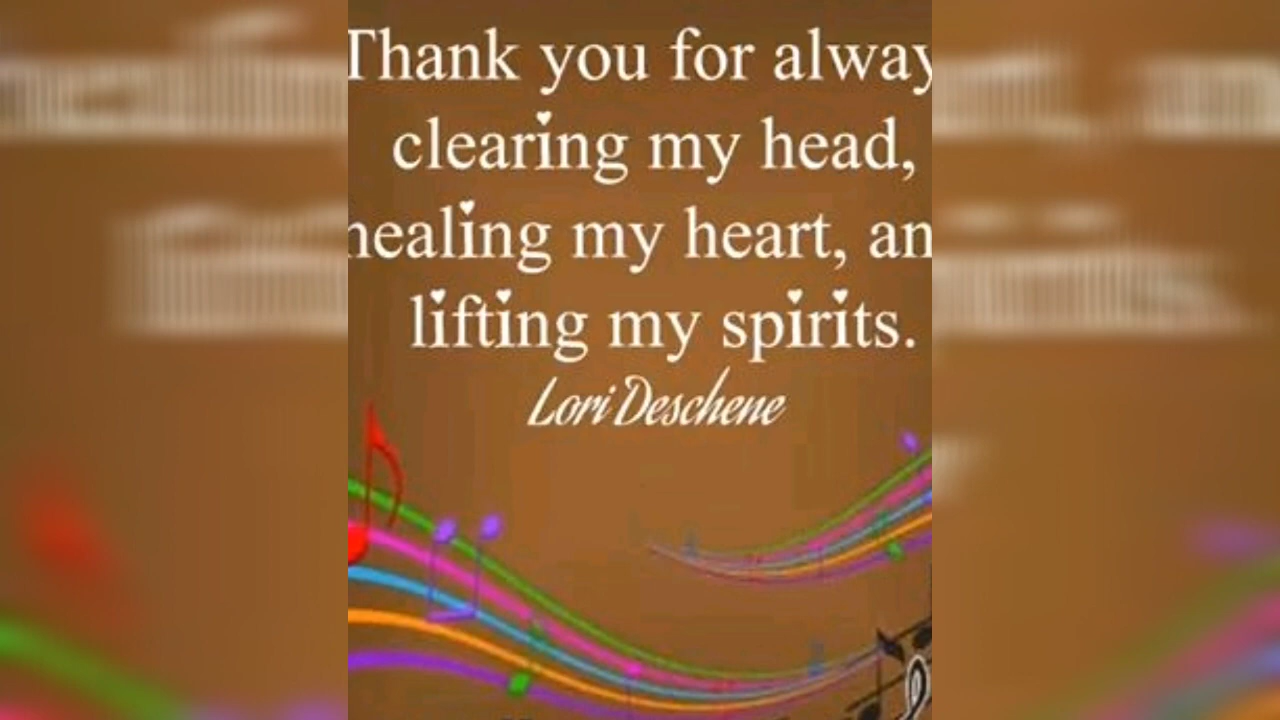 Thank you for alway
clearing my head,
healing my heart, an
lifting my spirits.
Lori Deschene